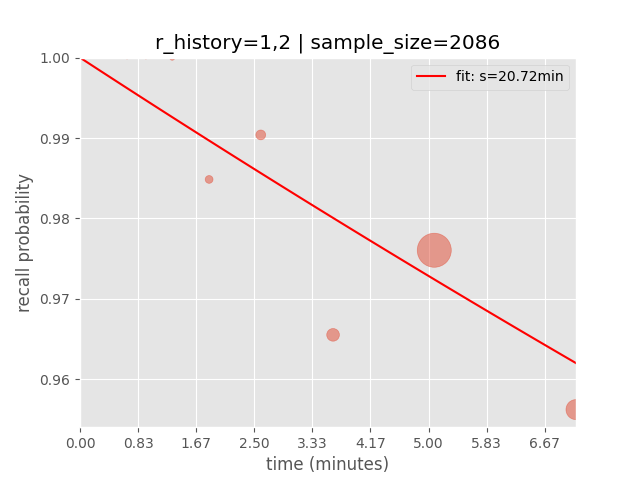 r_history=1,2 | sample_size=2086
fit: s=20.72min
1.00
0.99
0.98
0.97
0.96
recall probability
0.00 0.83 1.67 2.50 3.33 4.17 5.00 5.83 6.67
time (minutes)